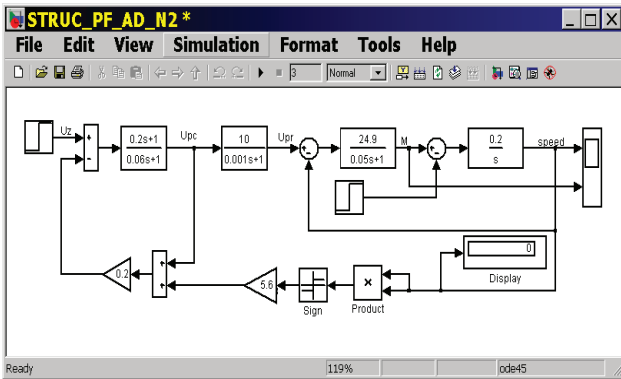 STRUC_PF_AD_N2 *
File Edit View Simulation Format Tools Help
3 Normal
Uz
0.2s+1
0.06s+1
Upc
10
0.001s+1
Upr
24.9
0.05s+1
M
0.2
s
speed
0
Display
0.2
5.6
Sign
×
Product
Ready 119% ode45